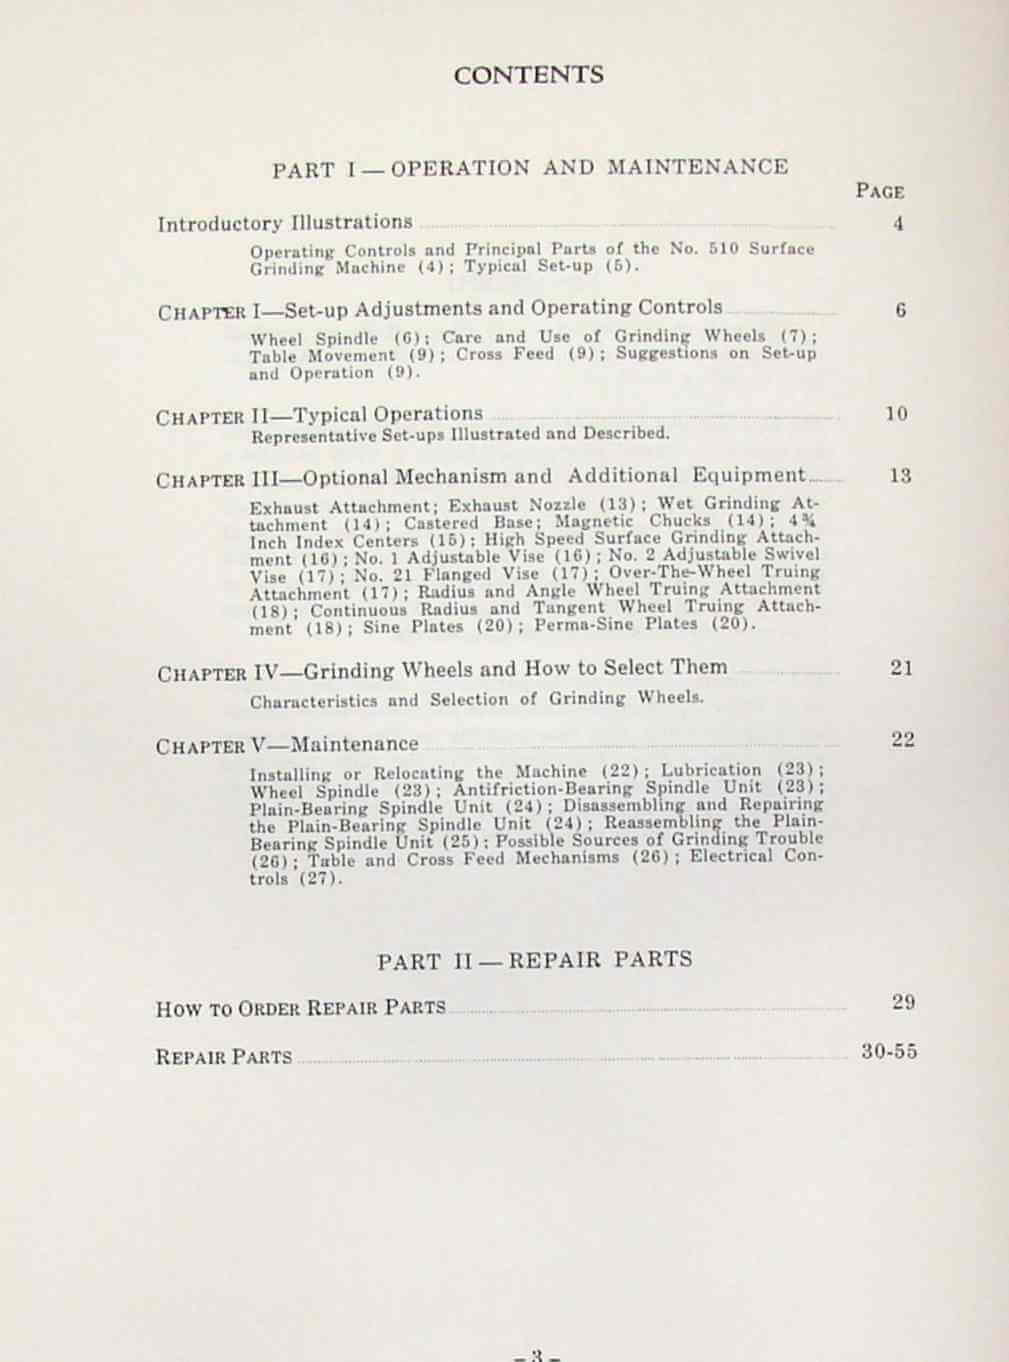 CONTENTS
PART I — OPERATION AND MAINTENANCE
PAGE
Introductory Illustrations 4
Operating Controls and Principal Parts of the No. 510 Surface
Grinding Machine (4); Typical Set-up (5).
CHAPTER I—Set-up Adjustments and Operating Controls 6
Wheel Spindle (6); Care and Use of Grinding Wheels (7);
Table Movement (9); Cross Feed (9); Suggestions on Set-up
and Operation (9).
CHAPTER II—Typical Operations 10
Representative Set-ups Illustrated and Described.
CHAPTER III—Optional Mechanism and Additional Equipment 13
Exhaust Attachment; Exhaust Nozzle (13); Wet Grinding At-
tachment (14); Castered Base; Magnetic Chucks (14); 4¾
Inch Index Centers (15); High Speed Surface Grinding Attach-
ment (16); No. 1 Adjustable Vise (16); No. 2 Adjustable Swivel
Vise (17); No. 21 Flanged Vise (17); Over-The-Wheel Truing
Attachment (17); Radius and Angle Wheel Truing Attachment
(18); Continuous Radius and Tangent Wheel Truing Attach-
ment (18); Sine Plates (20); Perma-Sine Plates (20).
CHAPTER IV—Grinding Wheels and How to Select Them 21
Characteristics and Selection of Grinding Wheels.
CHAPTER V—Maintenance 22
Installing or Relocating the Machine (22); Lubrication (23);
Wheel Spindle (23); Antifriction-Bearing Spindle Unit (23);
Plain-Bearing Spindle Unit (24); Disassembling and Repairing
the Plain-Bearing Spindle Unit (24); Reassembling the Plain-
Bearing Spindle Unit (25); Possible Sources of Grinding Trouble
(26); Table and Cross Feed Mechanisms (26); Electrical Con-
trols (27).
PART II — REPAIR PARTS
HOW TO ORDER REPAIR PARTS 29
REPAIR PARTS 30-55
– 3 –